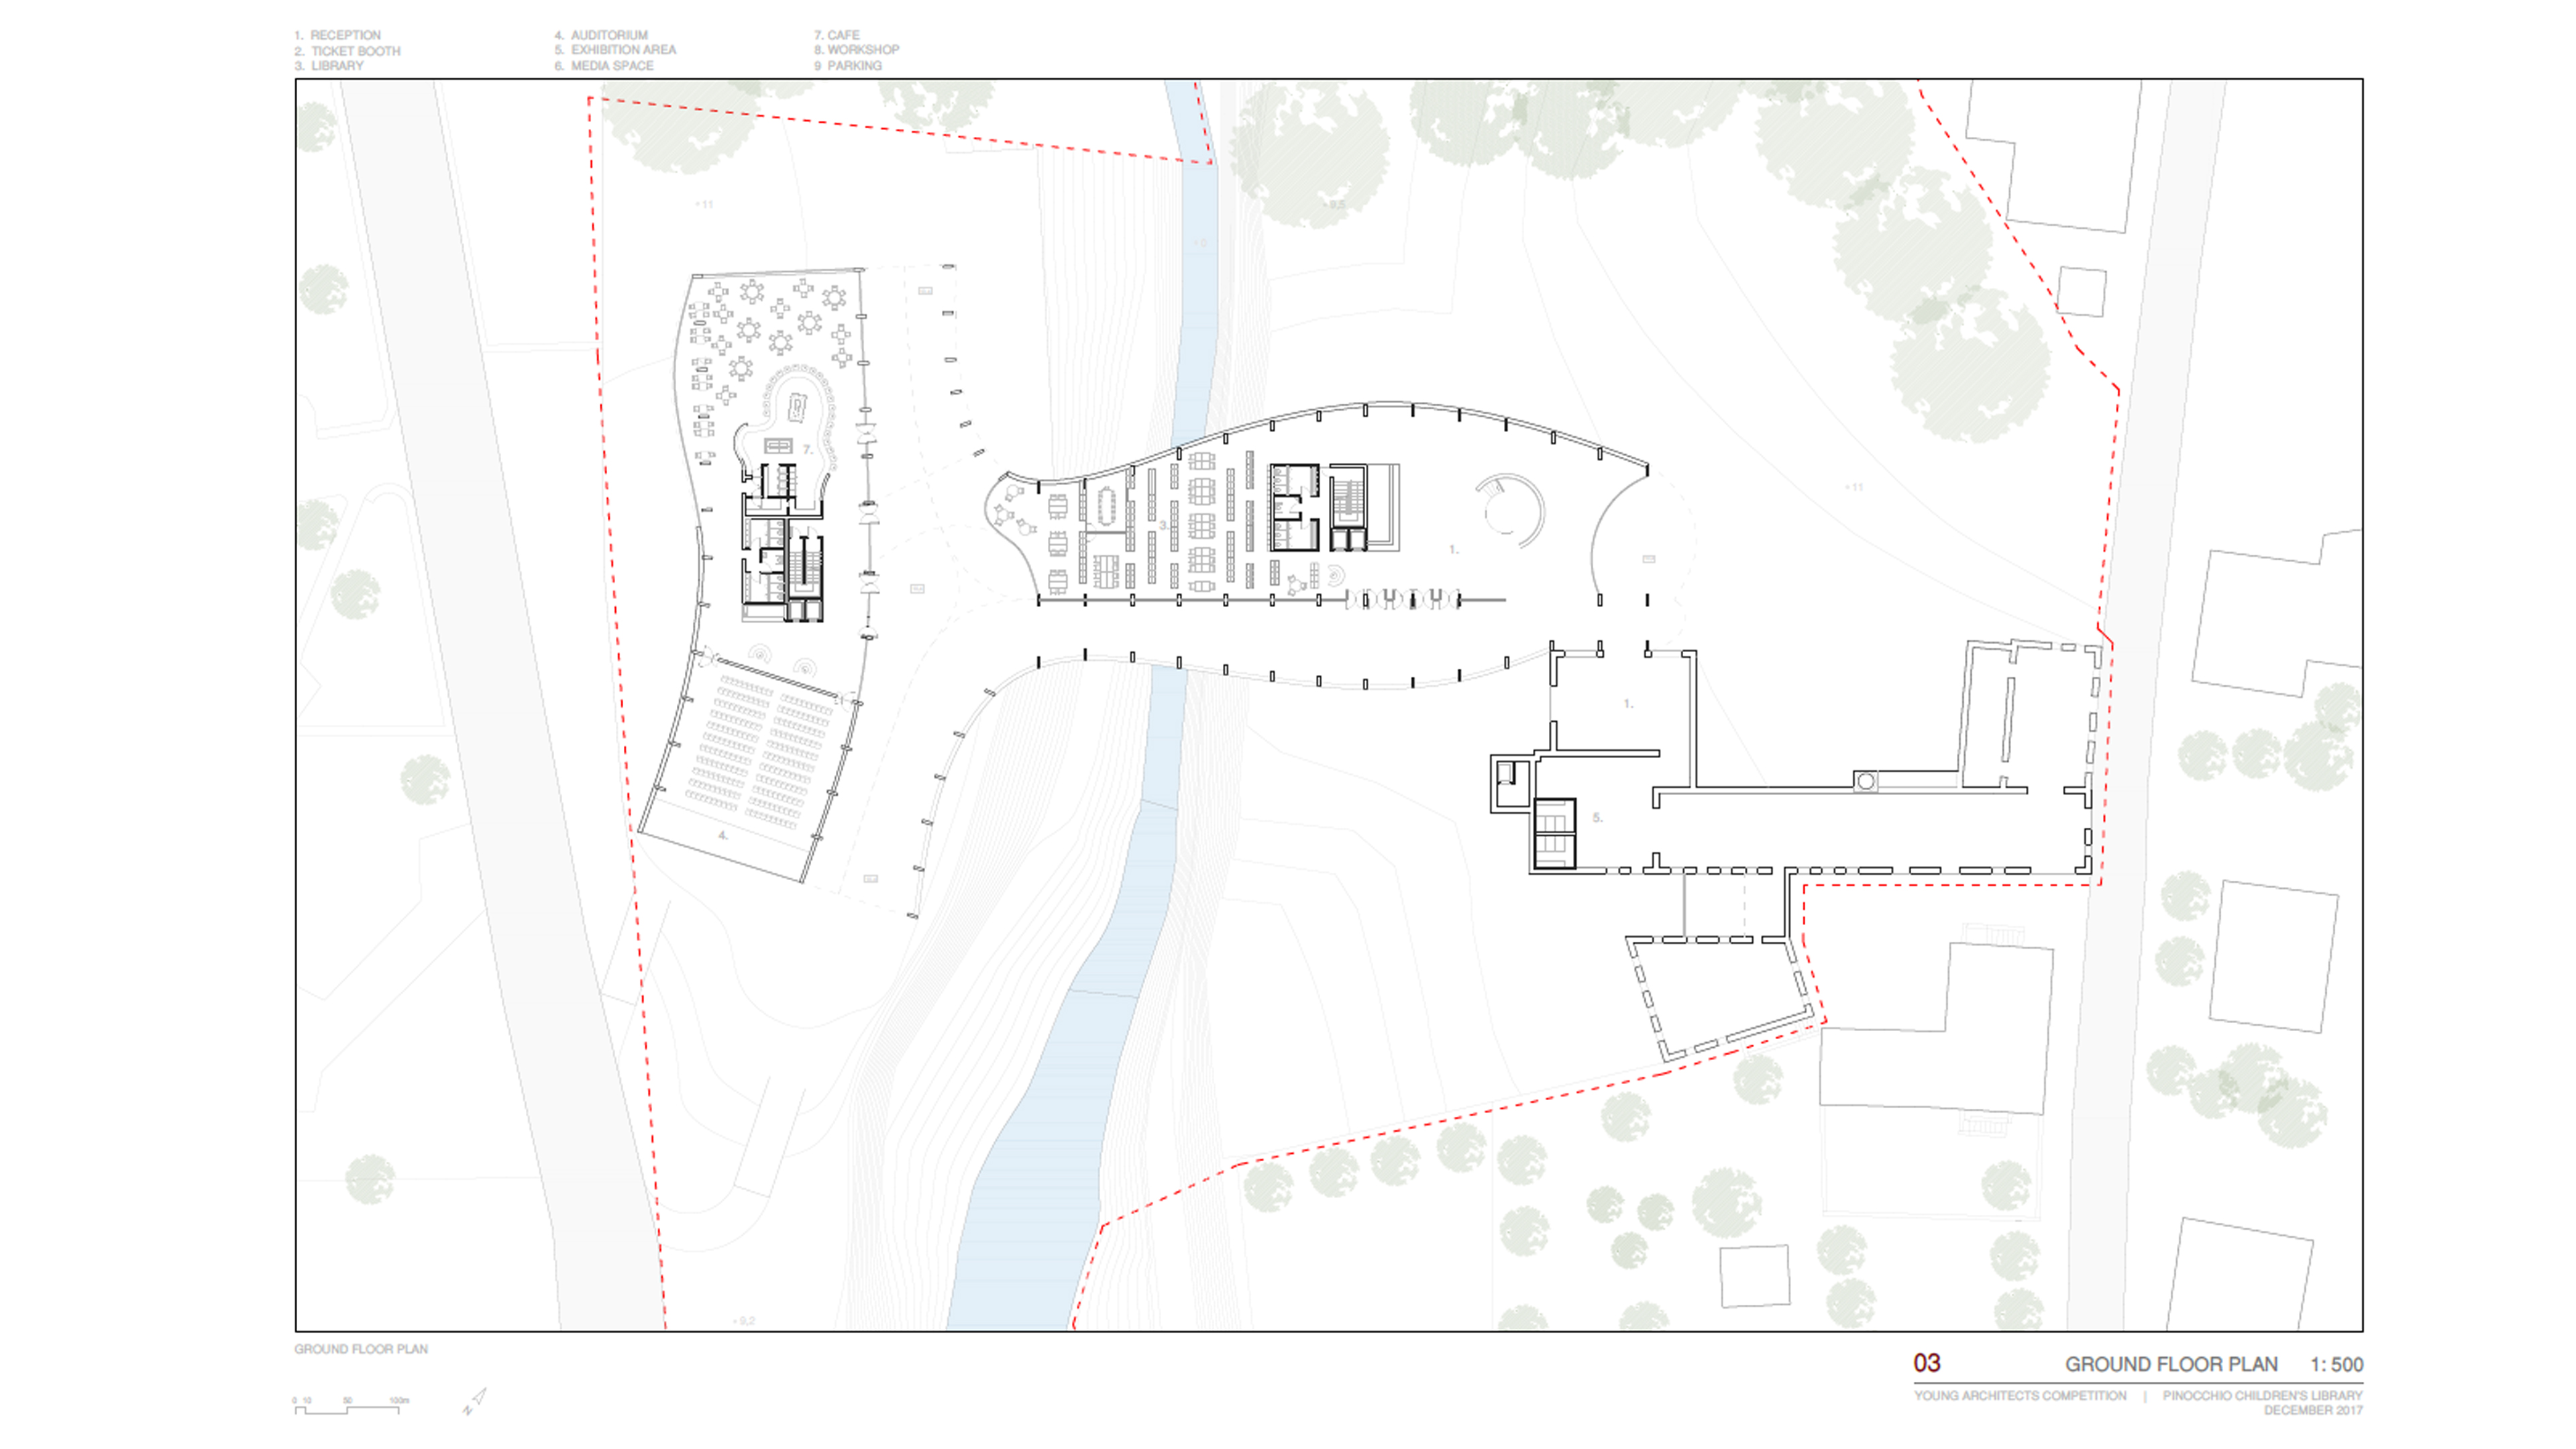 1. RECEPTION
2. TICKET BOOTH
3. LIBRARY
4. AUDITORIUM
5. EXHIBITION AREA
6. MEDIA SPACE
7. CAFE
8. WORKSHOP
9 PARKING
+11
+9,5
+0
7.
3.
1.
+11
1.
5.
4.
+9,2
GROUND FLOOR PLAN
0 10 50 100m
N
03 GROUND FLOOR PLAN 1: 500
YOUNG ARCHITECTS COMPETITION | PINOCCHIO CHILDREN'S LIBRARY
DECEMBER 2017